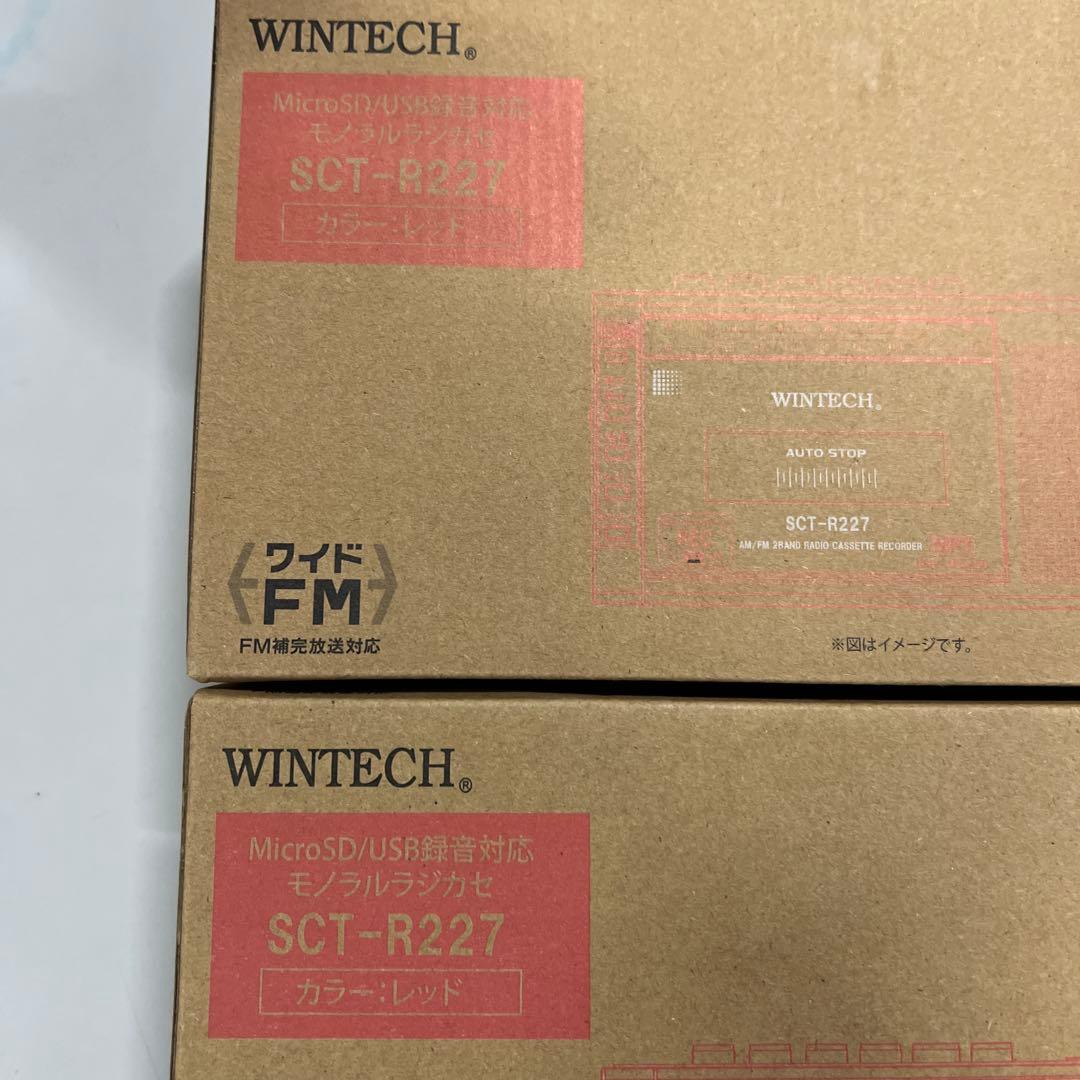 WINTECH®
MicroSD/USB録音対応
モノラルラジカセ
SCT-R227
カラー:レッド
WINTECH®
AUTO STOP
SCT-R227
AM/FM 2BAND RADIO CASSETTE RECORDER
REC
ワイド
FM
FM補完放送対応
※図はイメージです。
WINTECH®
MicroSD/USB録音対応
モノラルラジカセ
SCT-R227
カラー:レッド